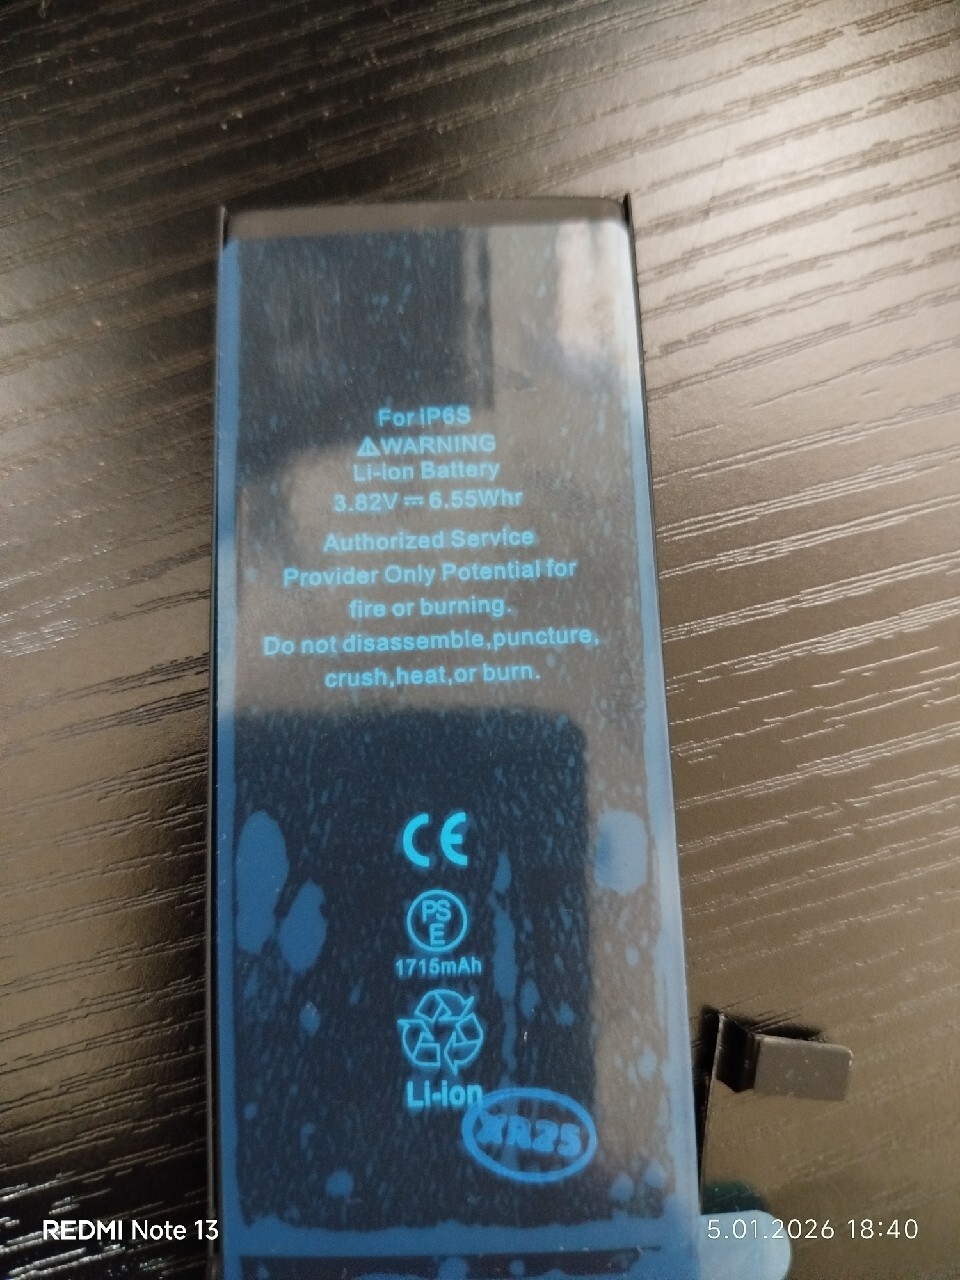 For iP6S
⚠WARNING
Li-ion Battery
3.82V ⎓ 6.55Whr
Authorized Service
Provider Only Potential for
fire or burning.
Do not disassemble,puncture,
crush,heat,or burn.
CE
PS
E
1715mAh
Li-ion
XR25
REDMI Note 13
5.01.2026 18:40